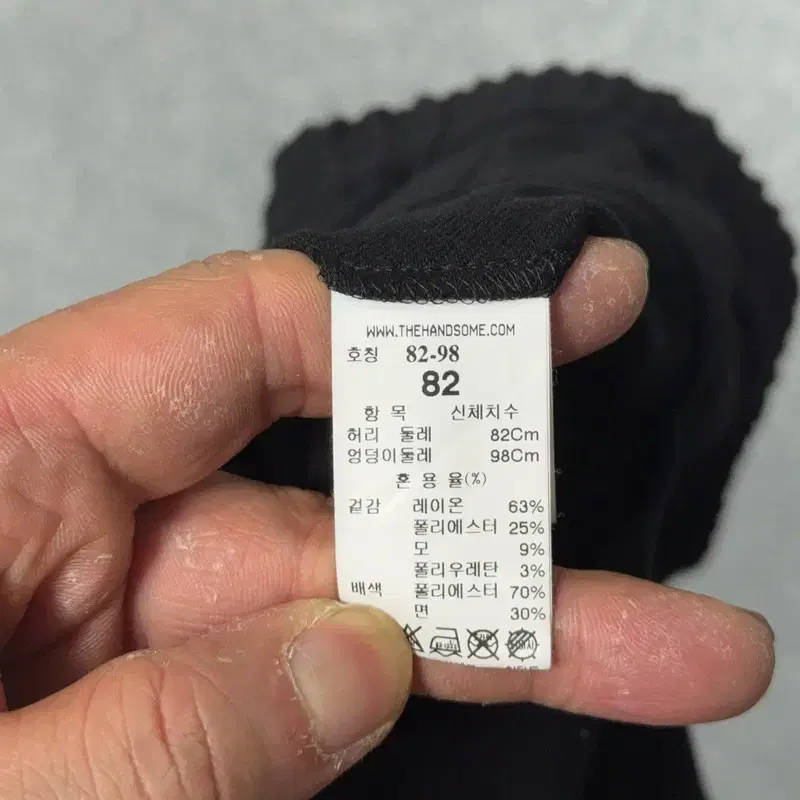 WWW.THEHANDSOME.COM
호칭 82-98
82
항 목 신체치수
허리 둘레 82Cm
엉덩이둘레 98Cm
혼 용 율(%)
겉감 레이온 63%
폴리에스터 25%
모 9%
폴리우레탄 3%
배색 폴리에스터 70%
면 30%